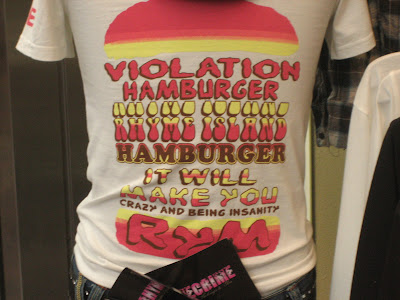 VIOLATION
HAMBURGER
RHYME ISLAND
HAMBURGER
IT WILL
MAKE YOU
CRAZY AND BEING INSANITY
RYM